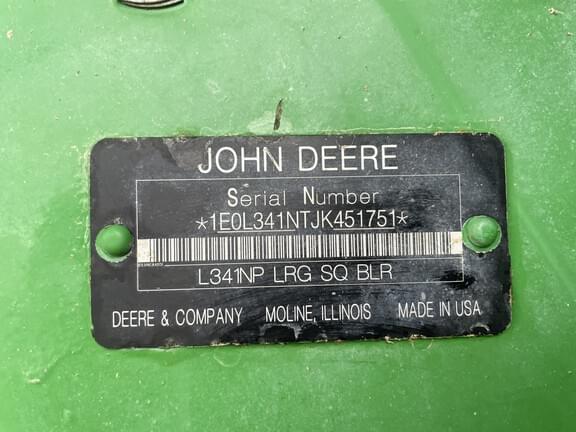 JOHN DEERE
Serial Number
*1E0L341NTJK451751*
L341NP LRG SQ BLR
DEERE & COMPANY MOLINE, ILLINOIS MADE IN USA